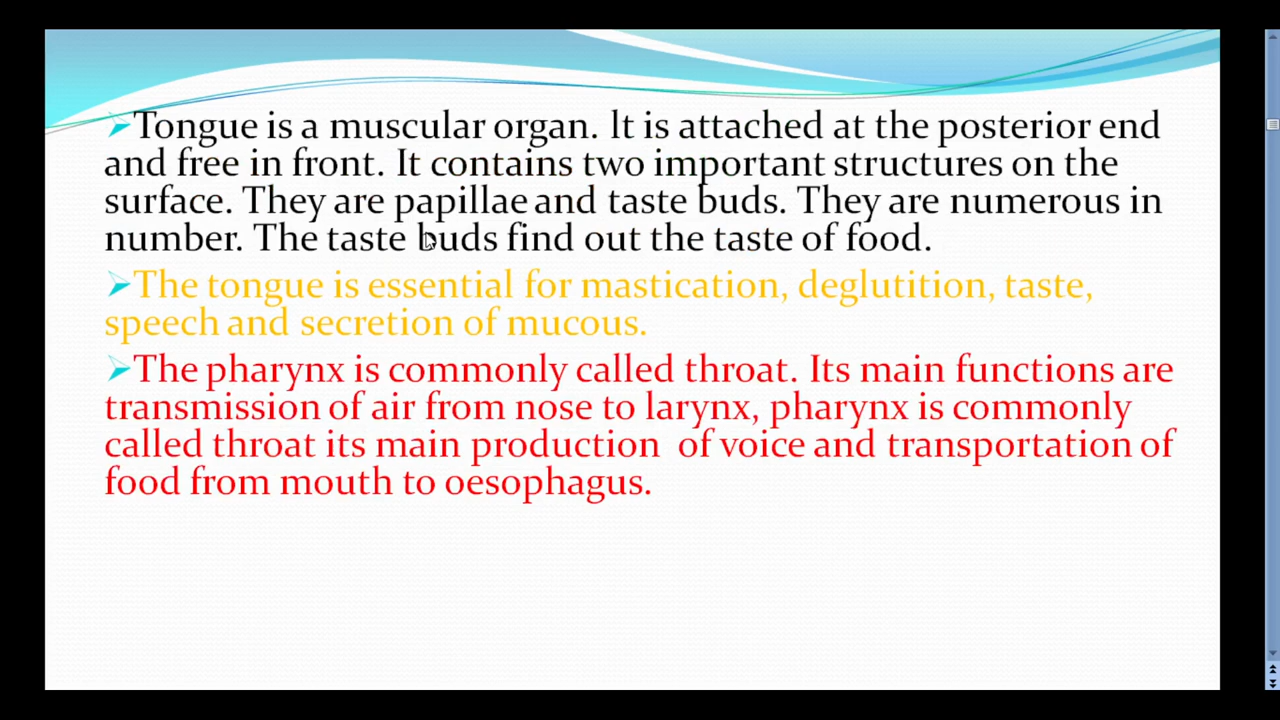 Tongue is a muscular organ. It is attached at the posterior end
and free in front. It contains two important structures on the
surface. They are papillae and taste buds. They are numerous in
number. The taste buds find out the taste of food.
The tongue is essential for mastication, deglutition, taste,
speech and secretion of mucous.
The pharynx is commonly called throat. Its main functions are
transmission of air from nose to larynx, pharynx is commonly
called throat its main production of voice and transportation of
food from mouth to oesophagus.